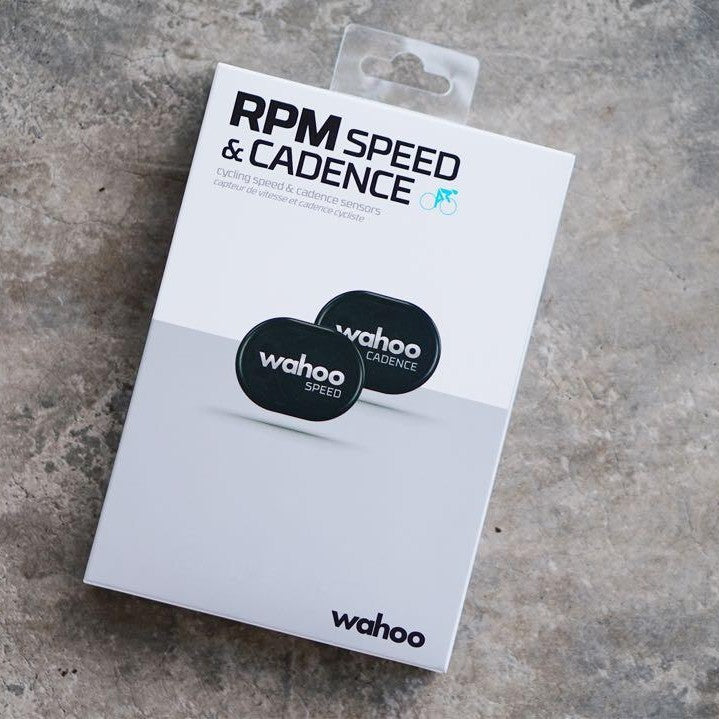 RPM SPEED
& CADENCE
cycling speed & cadence sensors
capteur de vitesse et cadence cycliste
wahoo
CADENCE
wahoo
SPEED
wahoo